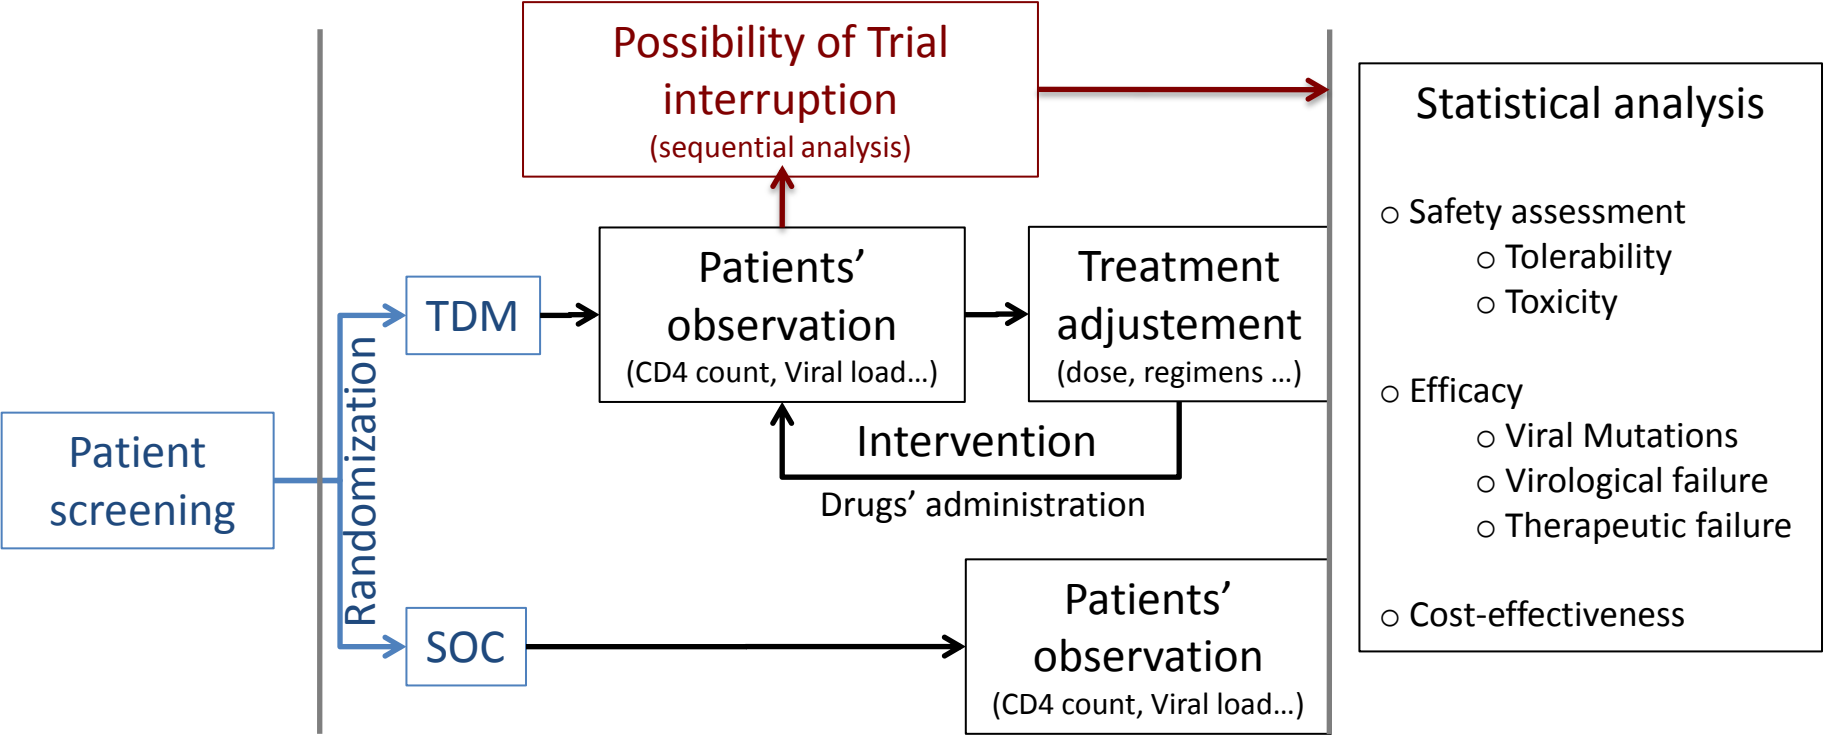 Possibility of Trial
interruption
(sequential analysis)
Patient
screening
Randomization
TDM
Patients’
observation
(CD4 count, Viral load…)
Treatment
adjustement
(dose, regimens …)
Intervention
Drugs’ administration
SOC
Patients’
observation
(CD4 count, Viral load…)
Statistical analysis
o Safety assessment
o Tolerability
o Toxicity
o Efficacy
o Viral Mutations
o Virological failure
o Therapeutic failure
o Cost-effectiveness